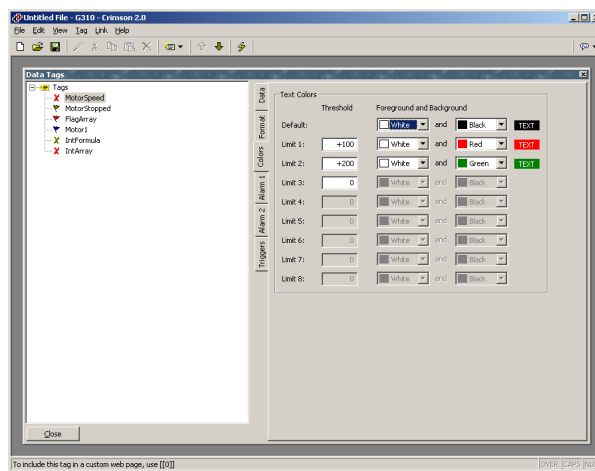 Untitled File - G310 - Crimson 2.0
File Edit View Tag Link Help
Data Tags
Tags
MotorSpeed
MotorStopped
FlagArray
Motor1
IntFormula
IntArray
Data
Format
Colors
Alarm 1
Alarm 2
Triggers
Text Colors
Threshold Foreground and Background
Default: White and Black TEXT
Limit 1: +100 White and Red TEXT
Limit 2: +200 White and Green TEXT
Limit 3: 0 White and Black
Limit 4: 0 White and Black
Limit 5: 0 White and Black
Limit 6: 0 White and Black
Limit 7: 0 White and Black
Limit 8: 0 White and Black
Close
To include this tag in a custom web page, use [[0]] OVER CAPS NU